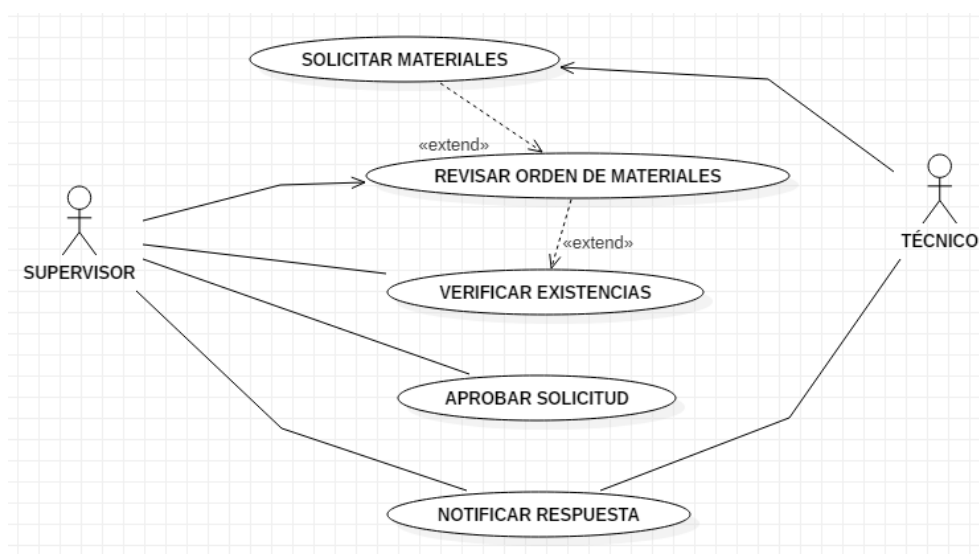 SOLICITAR MATERIALES
«extend»
REVISAR ORDEN DE MATERIALES
TÉCNICO
«extend»
SUPERVISOR
VERIFICAR EXISTENCIAS
APROBAR SOLICITUD
NOTIFICAR RESPUESTA